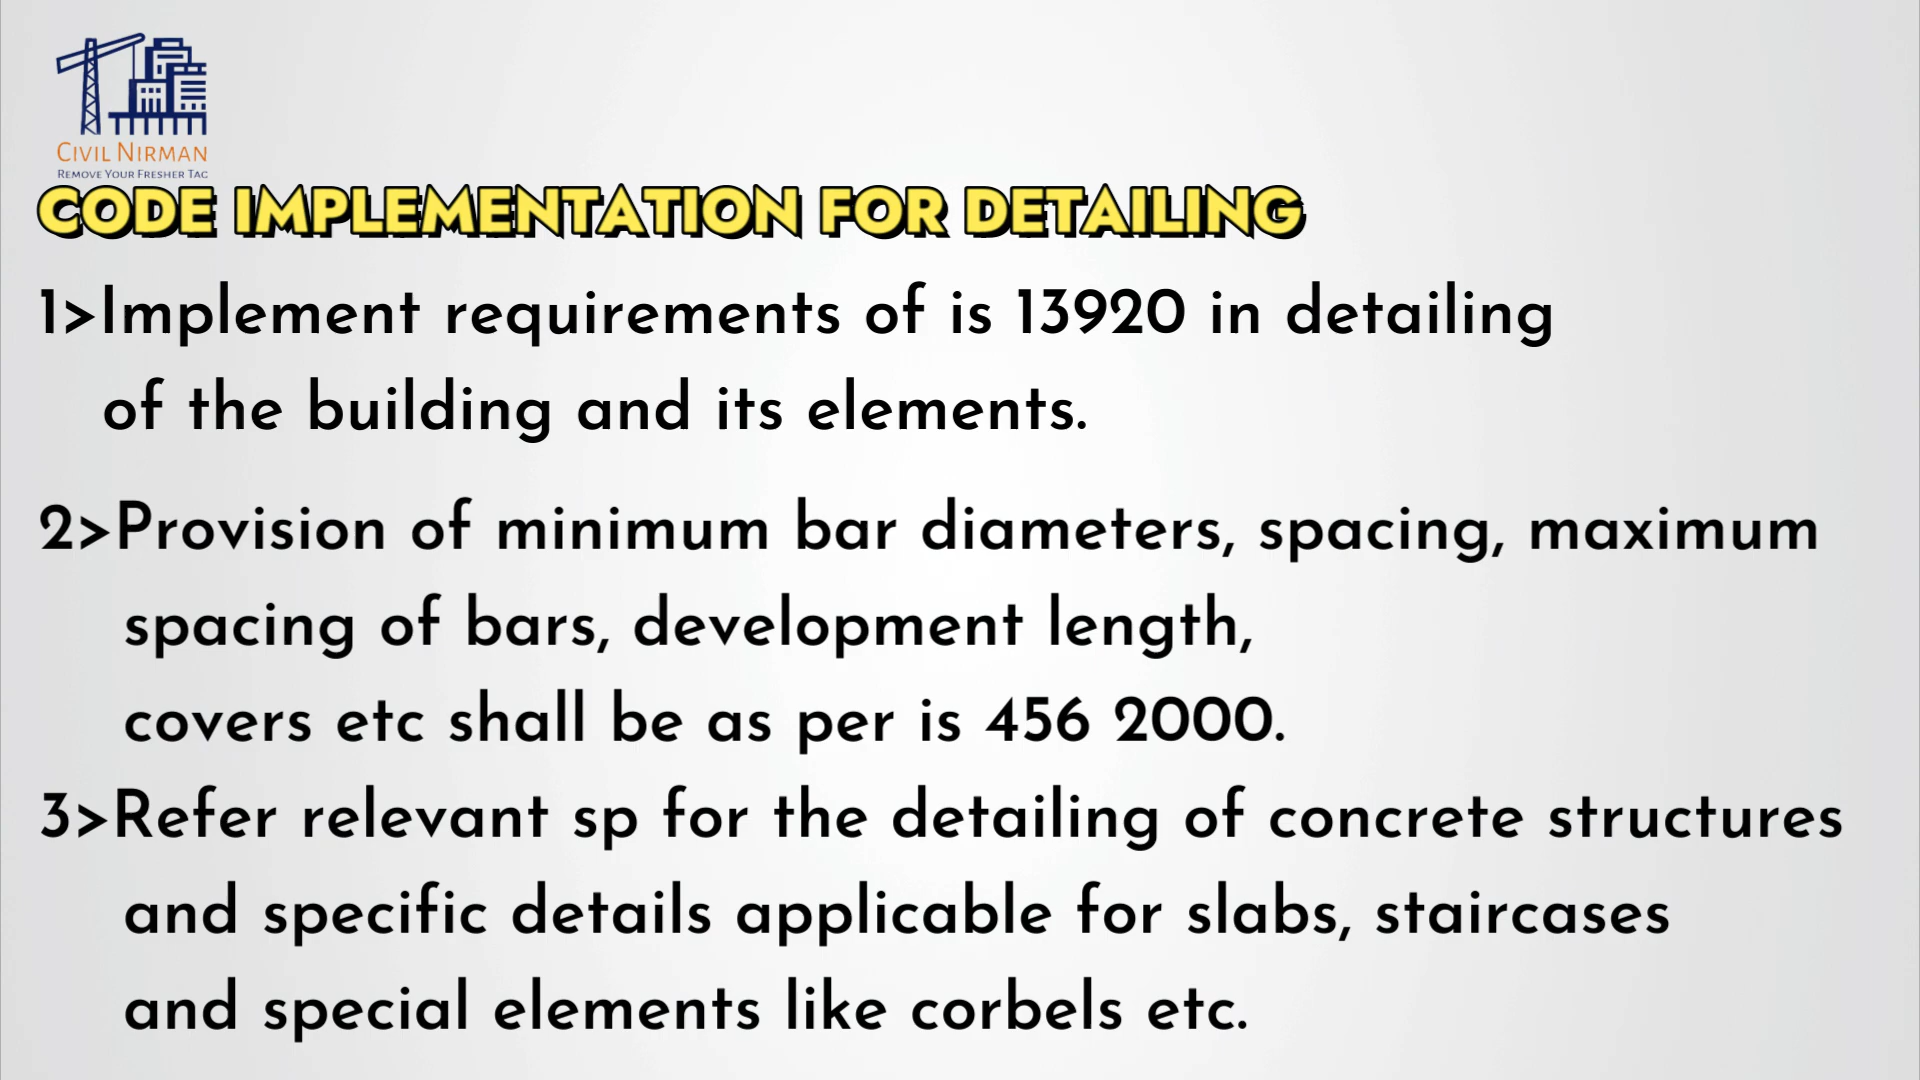 CIVIL NIRMAN
REMOVE YOUR FRESHER TAC
CODE IMPLEMENTATION FOR DETAILING
1>Implement requirements of is 13920 in detailing
of the building and its elements.
2>Provision of minimum bar diameters, spacing, maximum
spacing of bars, development length,
covers etc shall be as per is 456 2000.
3>Refer relevant sp for the detailing of concrete structures
and specific details applicable for slabs, staircases
and special elements like corbels etc.